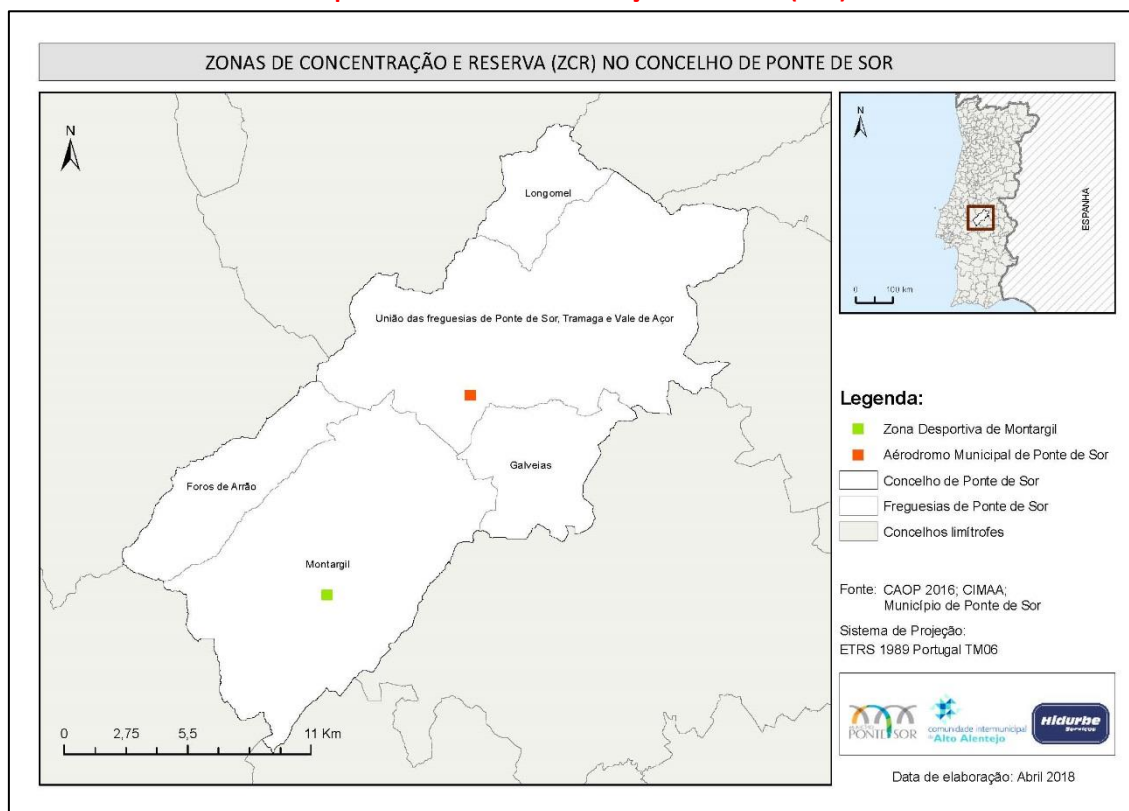 ZONAS DE CONCENTRAÇÃO E RESERVA (ZCR) NO CONCELHO DE PONTE DE SOR
N
Longomel
União das freguesias de Ponte de Sor, Tramaga e Vale de Açor
Galveias
Foros de Arrão
Montargil
0 2,75 5,5 11 Km
N
ESPANHA
0 100 km
Legenda:
Zona Desportiva de Montargil
Aérodromo Municipal de Ponte de Sor
Concelho de Ponte de Sor
Freguesias de Ponte de Sor
Concelhos limítrofes
Fonte: CAOP 2016; CIMAA;
Município de Ponte de Sor
Sistema de Projeção:
ETRS 1989 Portugal TM06
comunidade intermunicipal
Alto Alentejo
Hidurbe
Serviços
Data de elaboração: Abril 2018